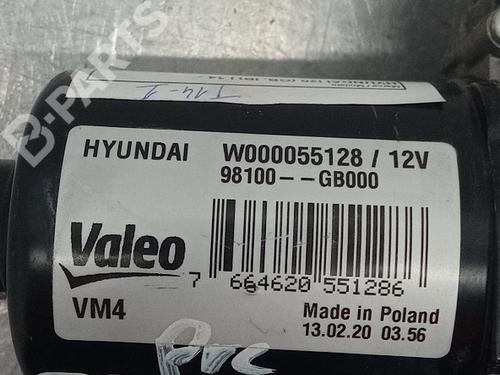 B-PARTS
T14-1
HYUNDAI W000055128 / 12V
98100--GB000
Valeo
7 664620 551286
VM4
Made in Poland
13.02.20 03.56